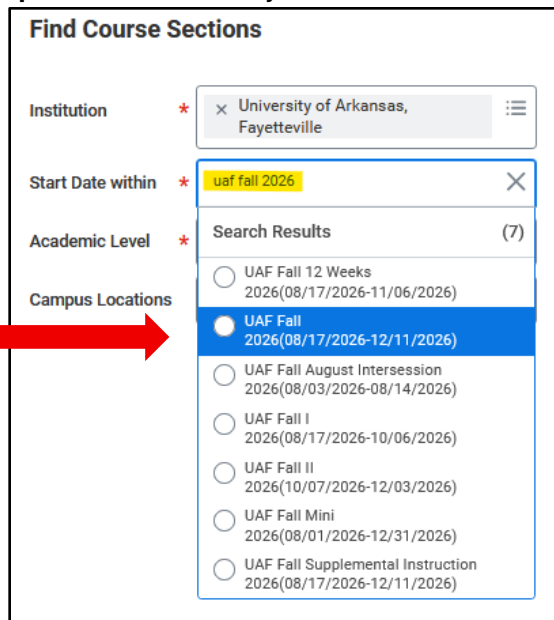 Find Course Sections
Institution *
× University of Arkansas,
Fayetteville
Start Date within *
uaf fall 2026
Academic Level *
Search Results (7)
Campus Locations
UAF Fall 12 Weeks
2026(08/17/2026-11/06/2026)
UAF Fall
2026(08/17/2026-12/11/2026)
UAF Fall August Intersession
2026(08/03/2026-08/14/2026)
UAF Fall I
2026(08/17/2026-10/06/2026)
UAF Fall II
2026(10/07/2026-12/03/2026)
UAF Fall Mini
2026(08/01/2026-12/31/2026)
UAF Fall Supplemental Instruction
2026(08/17/2026-12/11/2026)